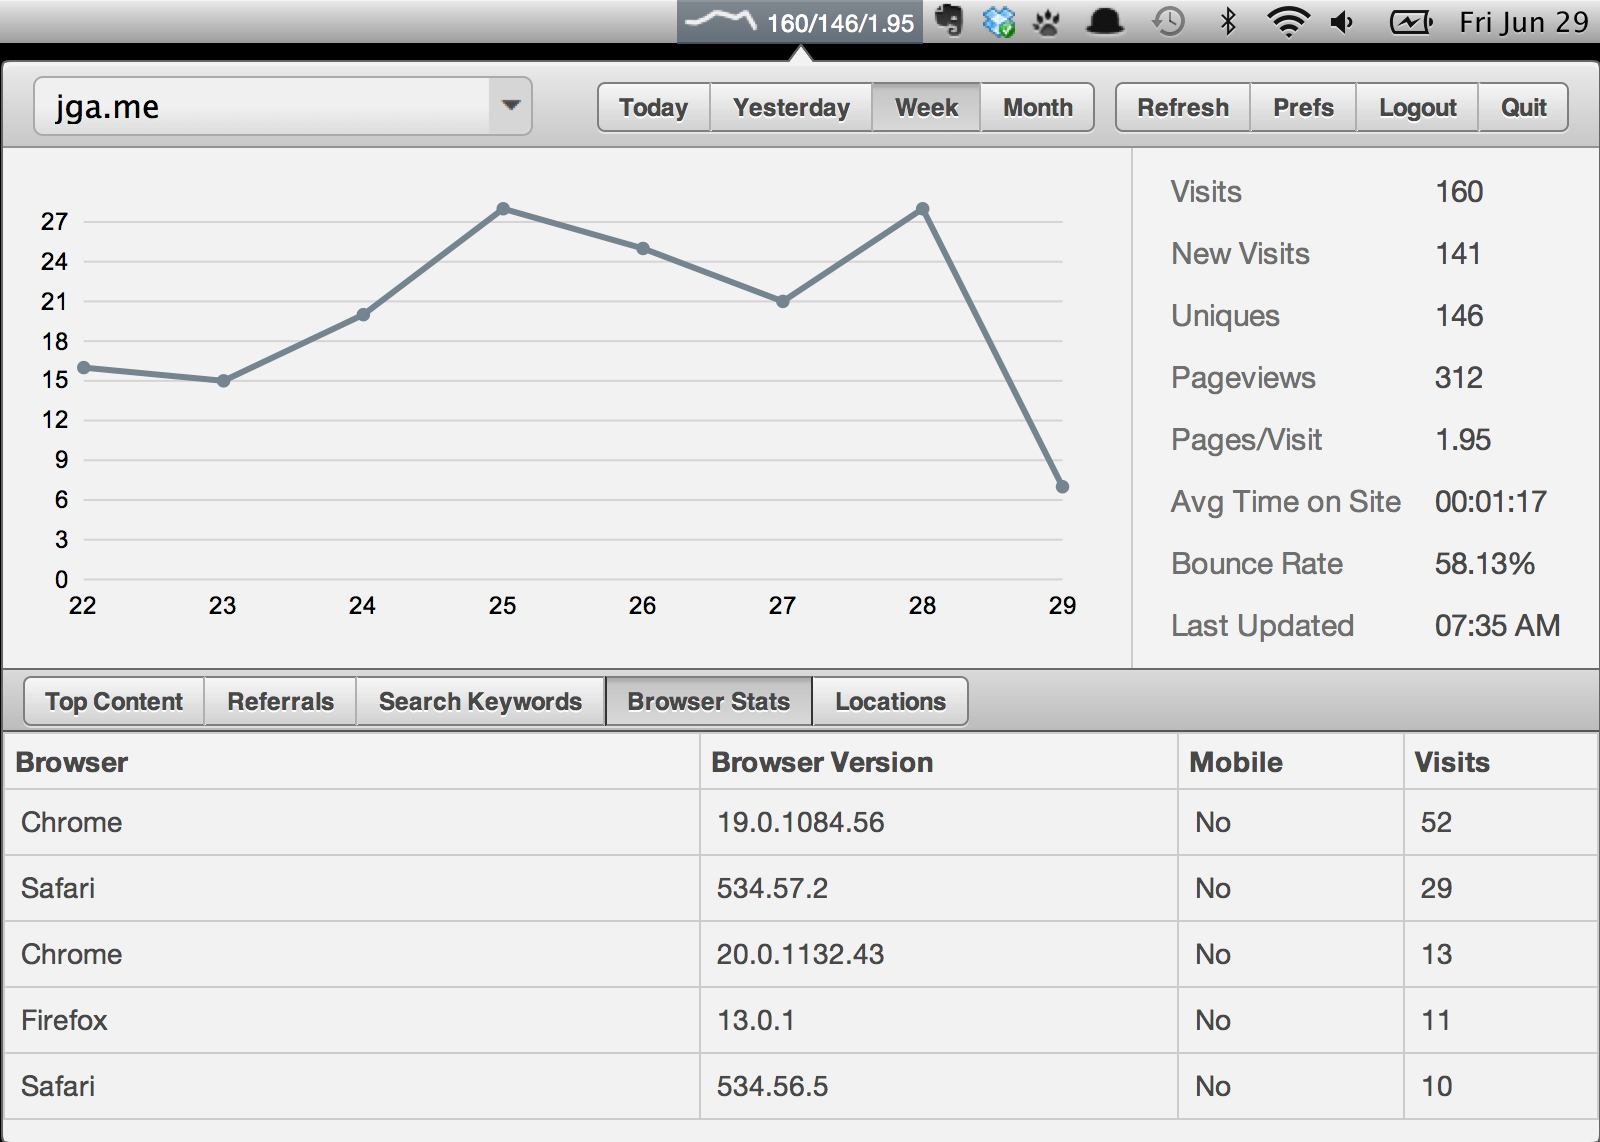 160/146/1.95 Fri Jun 29
jga.me Today Yesterday Week Month Refresh Prefs Logout Quit
27
24
21
18
15
12
9
6
3
0
22 23 24 25 26 27 28 29
Visits 160
New Visits 141
Uniques 146
Pageviews 312
Pages/Visit 1.95
Avg Time on Site 00:01:17
Bounce Rate 58.13%
Last Updated 07:35 AM
Top Content Referrals Search Keywords Browser Stats Locations
Browser Browser Version Mobile Visits
Chrome 19.0.1084.56 No 52
Safari 534.57.2 No 29
Chrome 20.0.1132.43 No 13
Firefox 13.0.1 No 11
Safari 534.56.5 No 10